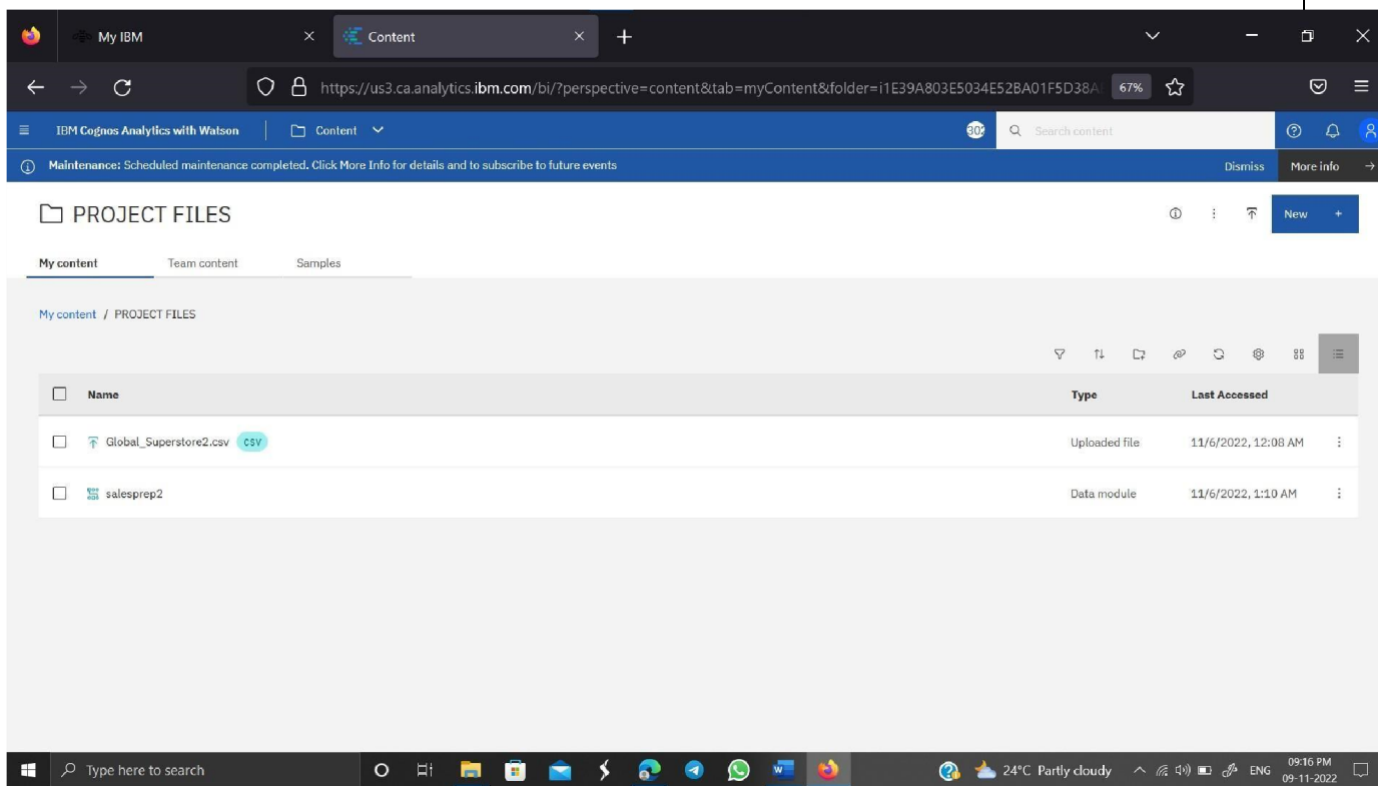 My IBM
Content
https://us3.ca.analytics.ibm.com/bi/?perspective=content&tab=myContent&folder=i1E39A803E5034E52BA01F5D38A
67%
IBM Cognos Analytics with Watson
Content
Search content
Maintenance: Scheduled maintenance completed. Click More Info for details and to subscribe to future events
Dismiss
More info
PROJECT FILES
New +
My content
Team content
Samples
My content / PROJECT FILES
Name
Type
Last Accessed
Global_Superstore2.csv CSV
Uploaded file
11/6/2022, 12:08 AM
salesprep2
Data module
11/6/2022, 1:10 AM
Type here to search
24°C Partly cloudy
ENG
09:16 PM
09-11-2022